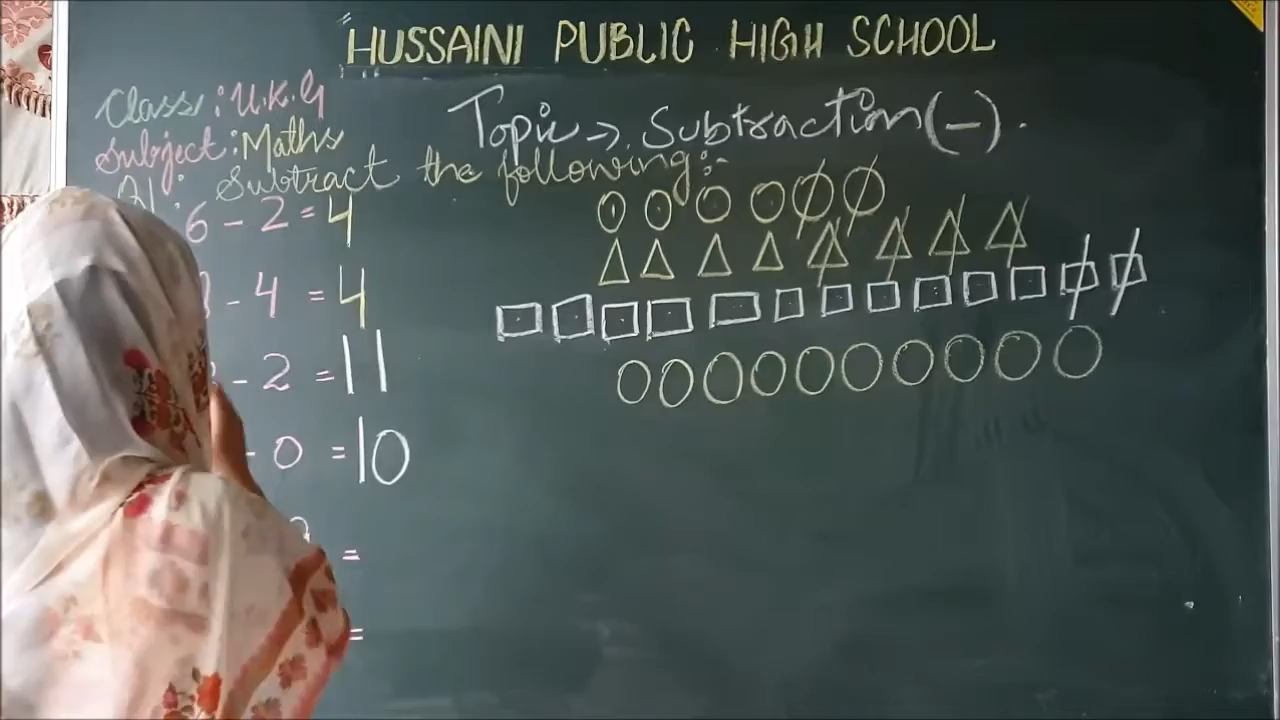 HUSSAINI PUBLIC HIGH SCHOOL
Class: U.K.G
Topic → Subtraction (–).
Subject: Maths
Subtract the following:-
6 - 2 = 4
- 4 = 4
- 2 = 11
- 0 = 10
=
=